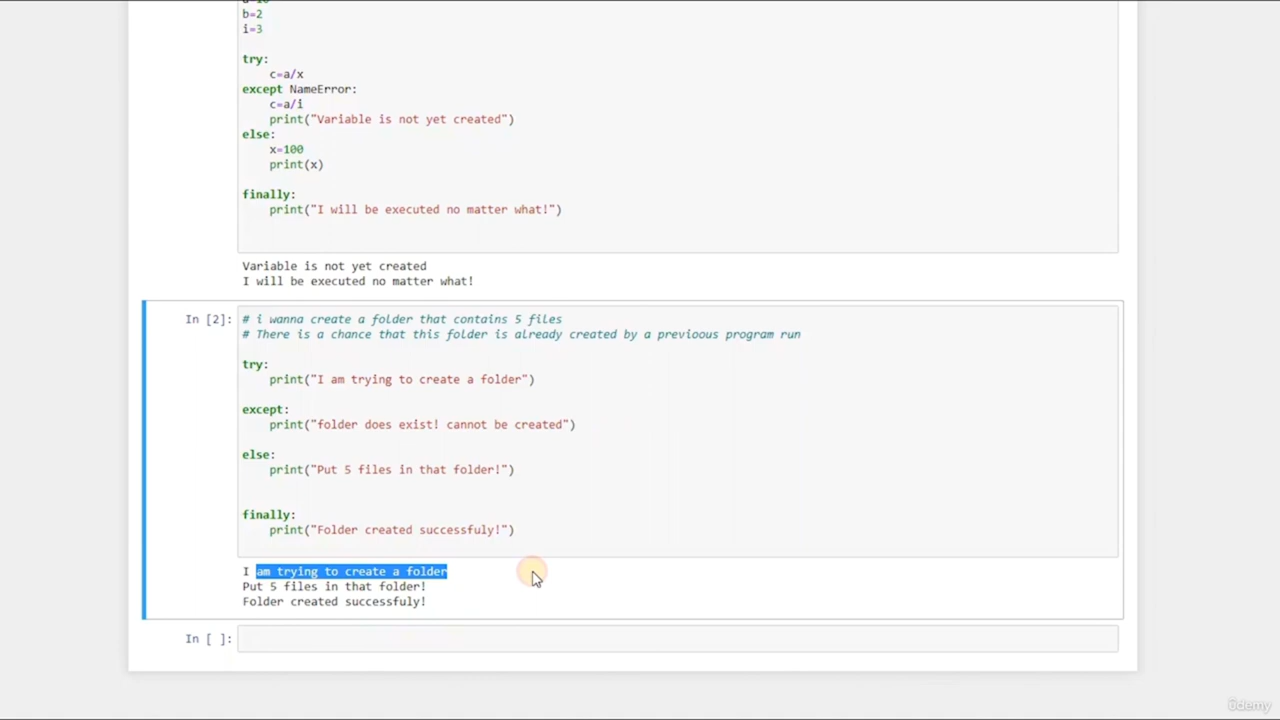 b=2
i=3
try:
c=a/x
except NameError:
c=a/i
print("Variable is not yet created")
else:
x=100
print(x)
finally:
print("I will be executed no matter what!")
Variable is not yet created
I will be executed no matter what!
In [2]:
# i wanna create a folder that contains 5 files
# There is a chance that this folder is already created by a previoous program run
try:
print("I am trying to create a folder")
except:
print("folder does exist! cannot be created")
else:
print("Put 5 files in that folder!")
finally:
print("Folder created successfuly!")
I am trying to create a folder
Put 5 files in that folder!
Folder created successfuly!
In [ ]:
ûdemy